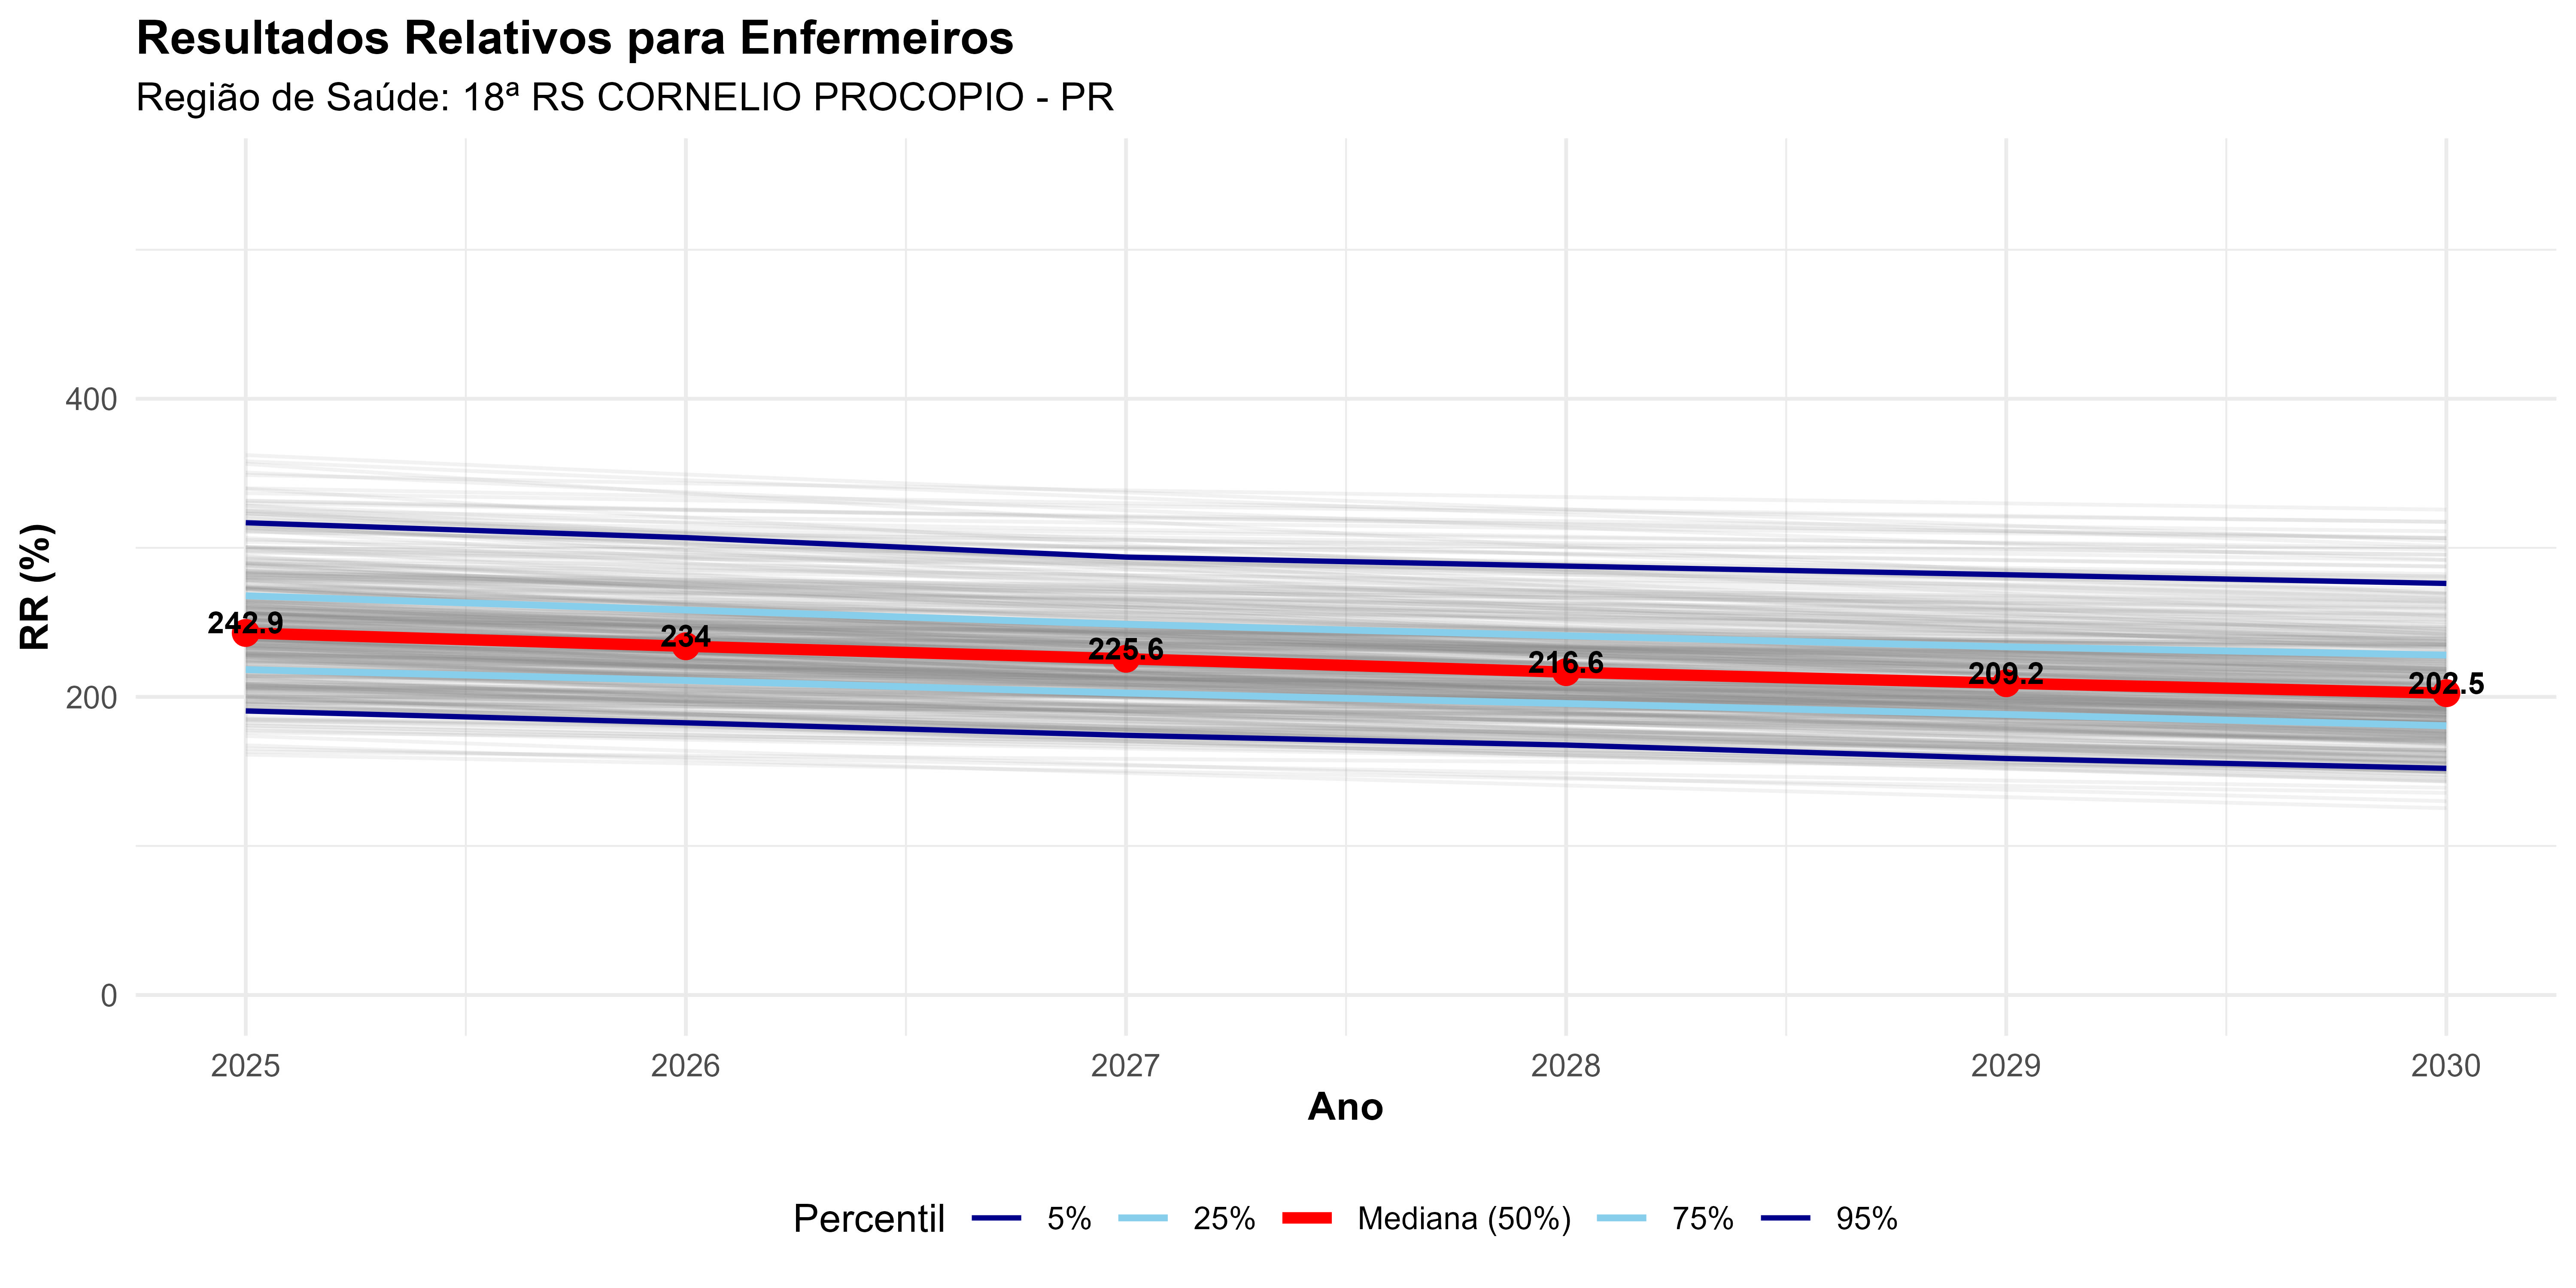 Resultados Relativos para Enfermeiros
Região de Saúde: 18ª RS CORNELIO PROCOPIO - PR
RR (%)
400
200
0
242.9
234
225.6
216.6
209.2
202.5
2025 2026 2027 2028 2029 2030
Ano
Percentil 5% 25% Mediana (50%) 75% 95%